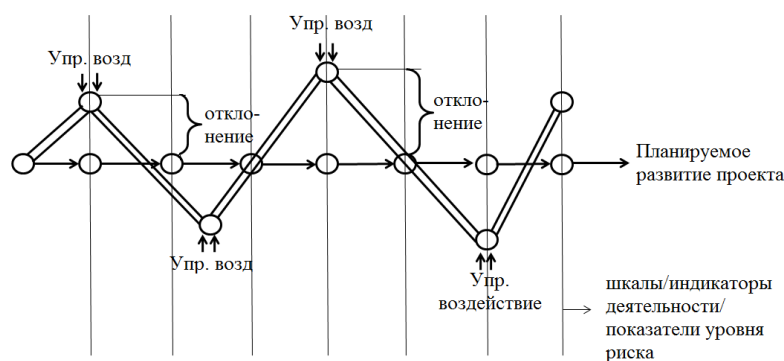 Упр. возд
Упр. возд
откло-
нение
откло-
нение
Планируемое
развитие проекта
Упр. возд
Упр.
воздействие
шкалы/индикаторы
деятельности/
показатели уровня
риска